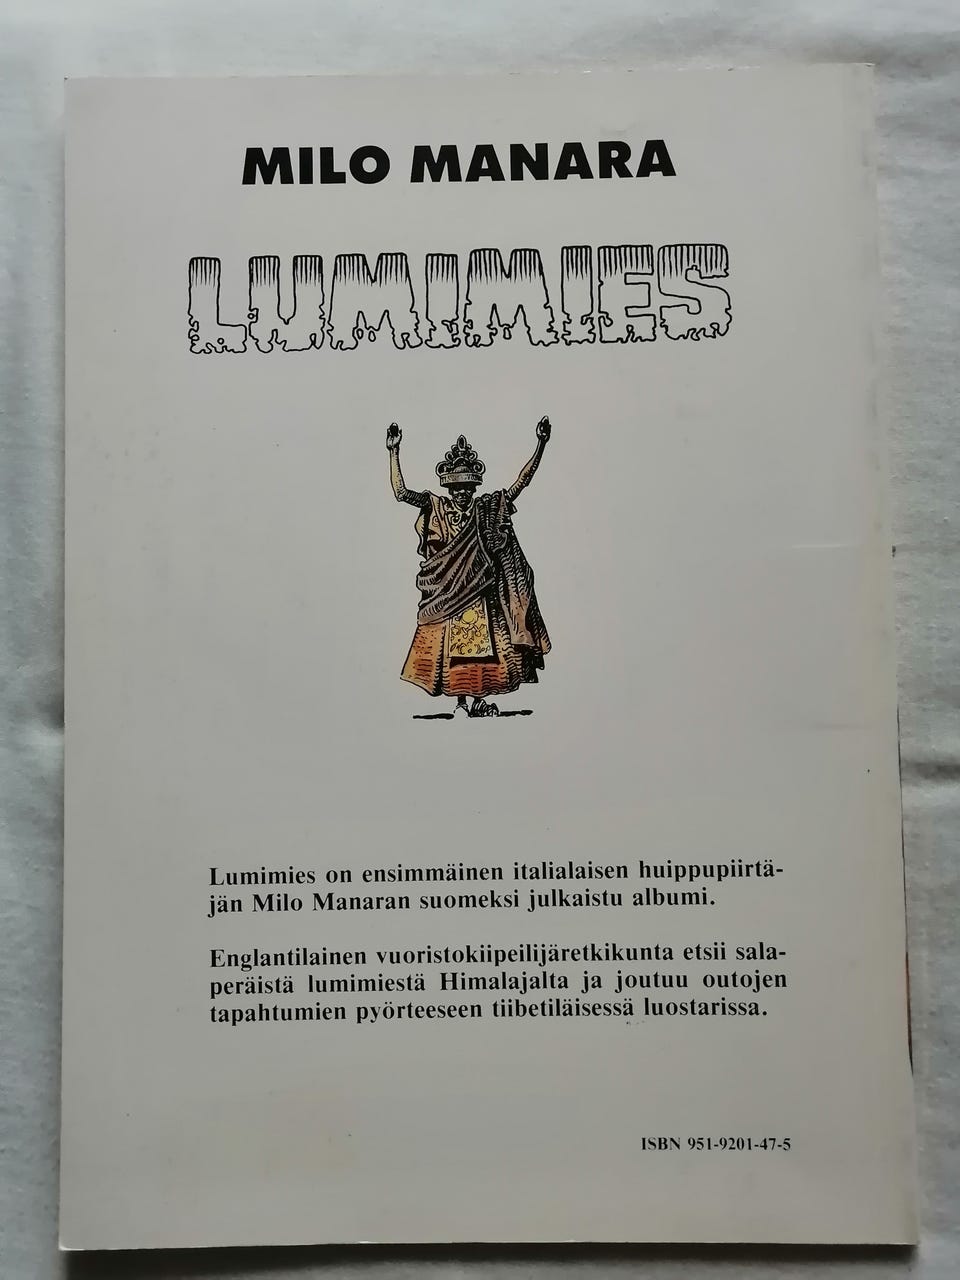 MILO MANARA
LUMIMIES
Lumimies on ensimmäinen italialaisen huippupiirtä-
jän Milo Manaran suomeksi julkaistu albumi.
Englantilainen vuoristokiipeilijäretkikunta etsii sala-
peräistä lumimiestä Himalajalta ja joutuu outojen
tapahtumien pyörteeseen tiibetiläisessä luostarissa.
ISBN 951-9201-47-5